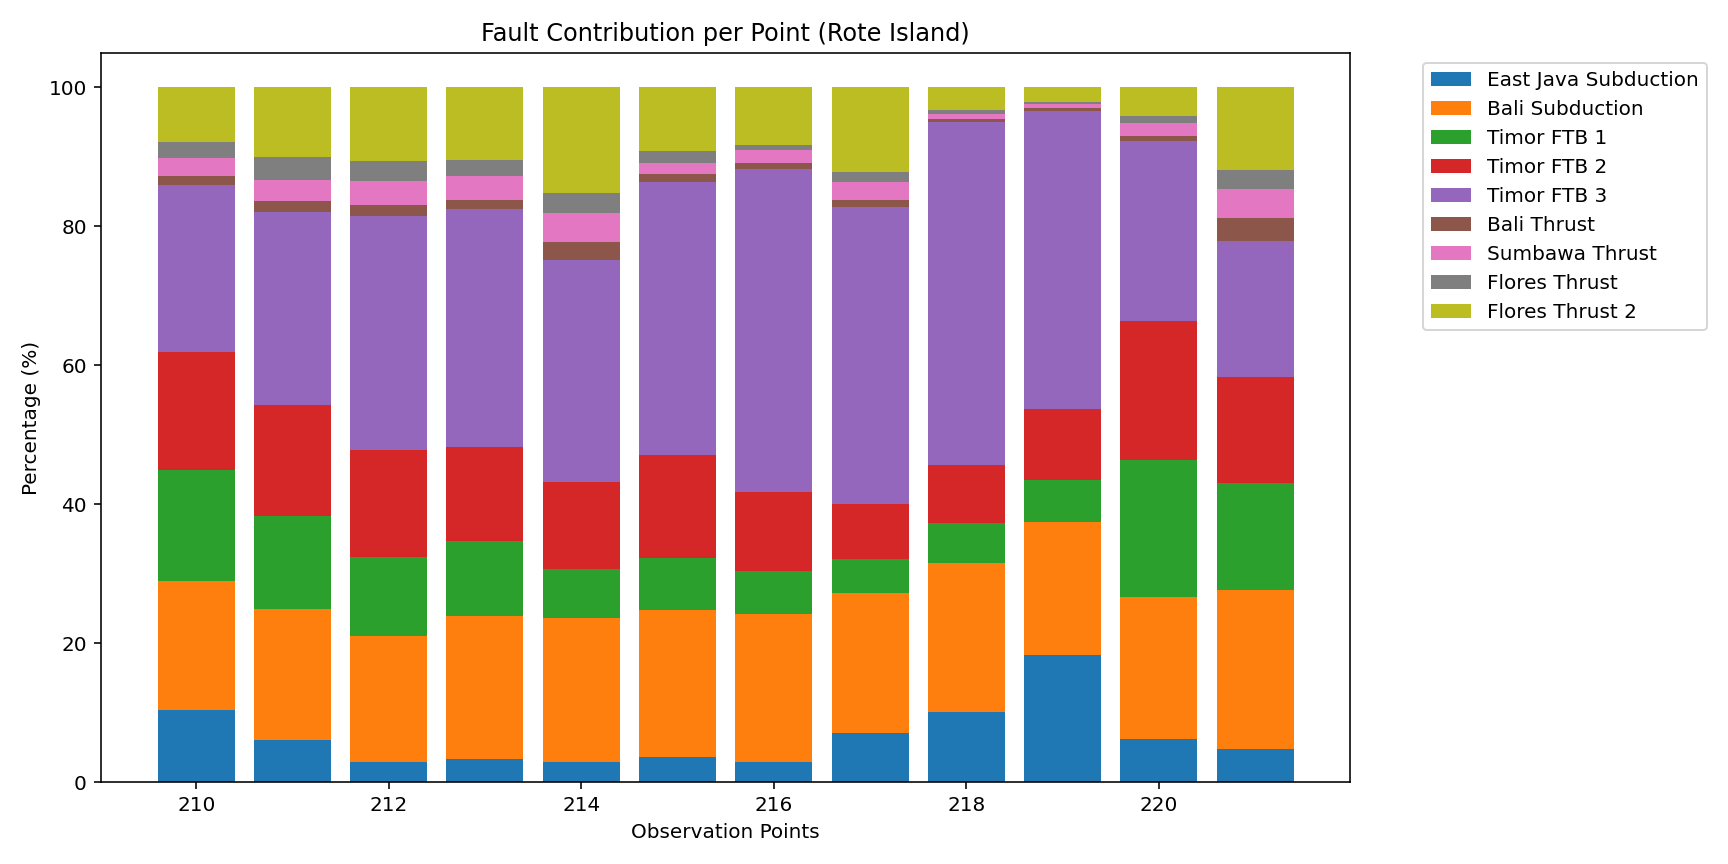 Fault Contribution per Point (Rote Island)
100
80
60
40
20
0
Percentage (%)
210 212 214 216 218 220
Observation Points
East Java Subduction
Bali Subduction
Timor FTB 1
Timor FTB 2
Timor FTB 3
Bali Thrust
Sumbawa Thrust
Flores Thrust
Flores Thrust 2